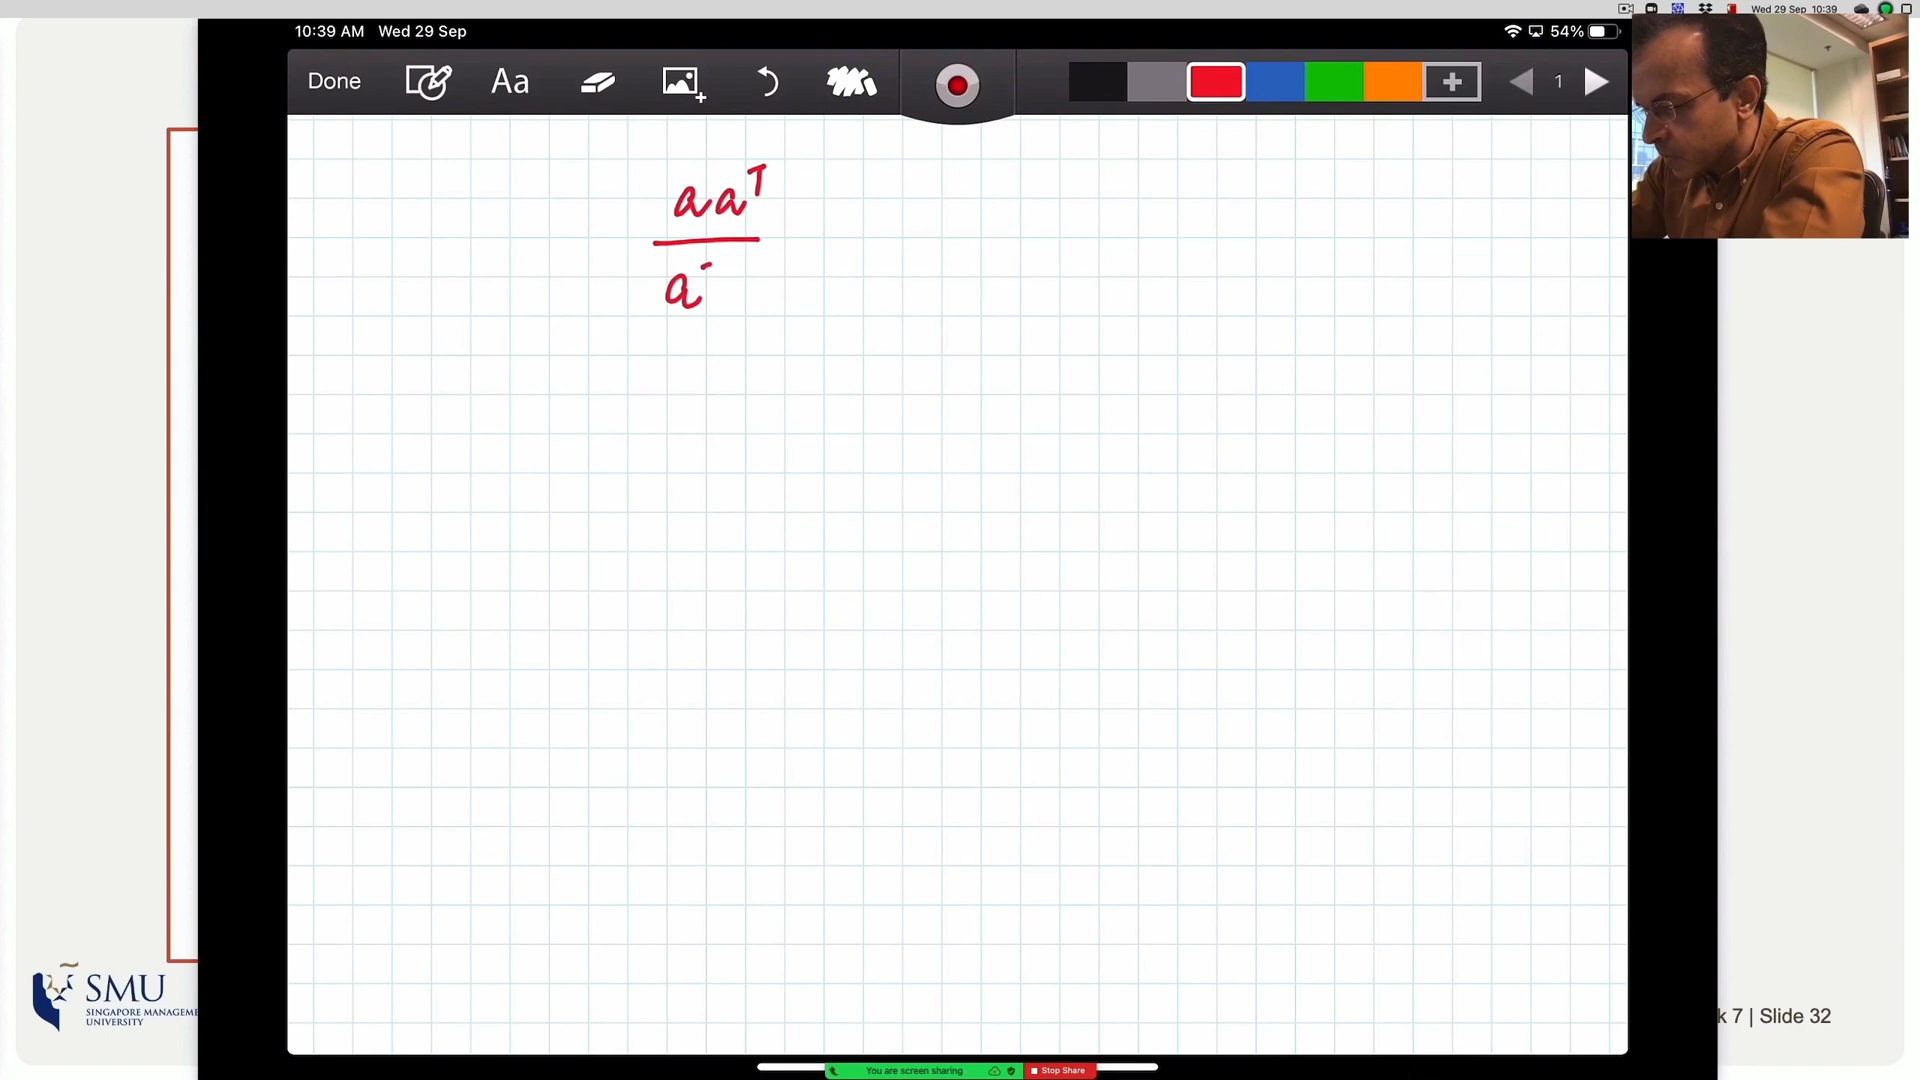 Wed 29 Sep 10:39
10:39 AM Wed 29 Sep
54%
Done
Aa
1
a aᵀ
a
SMU
SINGAPORE MANAGEME
UNIVERSITY
k 7 | Slide 32
You are screen sharing
Stop Share